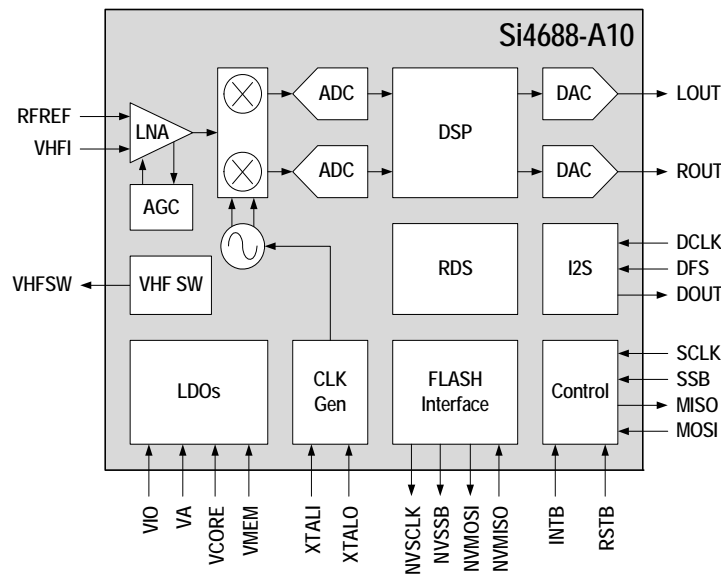 Si4688-A10
RFREF
VHFI
LNA
AGC
ADC
ADC
DSP
DAC
DAC
LOUT
ROUT
VHFSW
VHF SW
RDS
I2S
DCLK
DFS
DOUT
LDOs
CLK
Gen
FLASH
Interface
Control
SCLK
SSB
MISO
MOSI
VIO
VA
VCORE
VMEM
XTALI
XTALO
NVSCLK
NVSSB
NVMOSI
NVMISO
INTB
RSTB